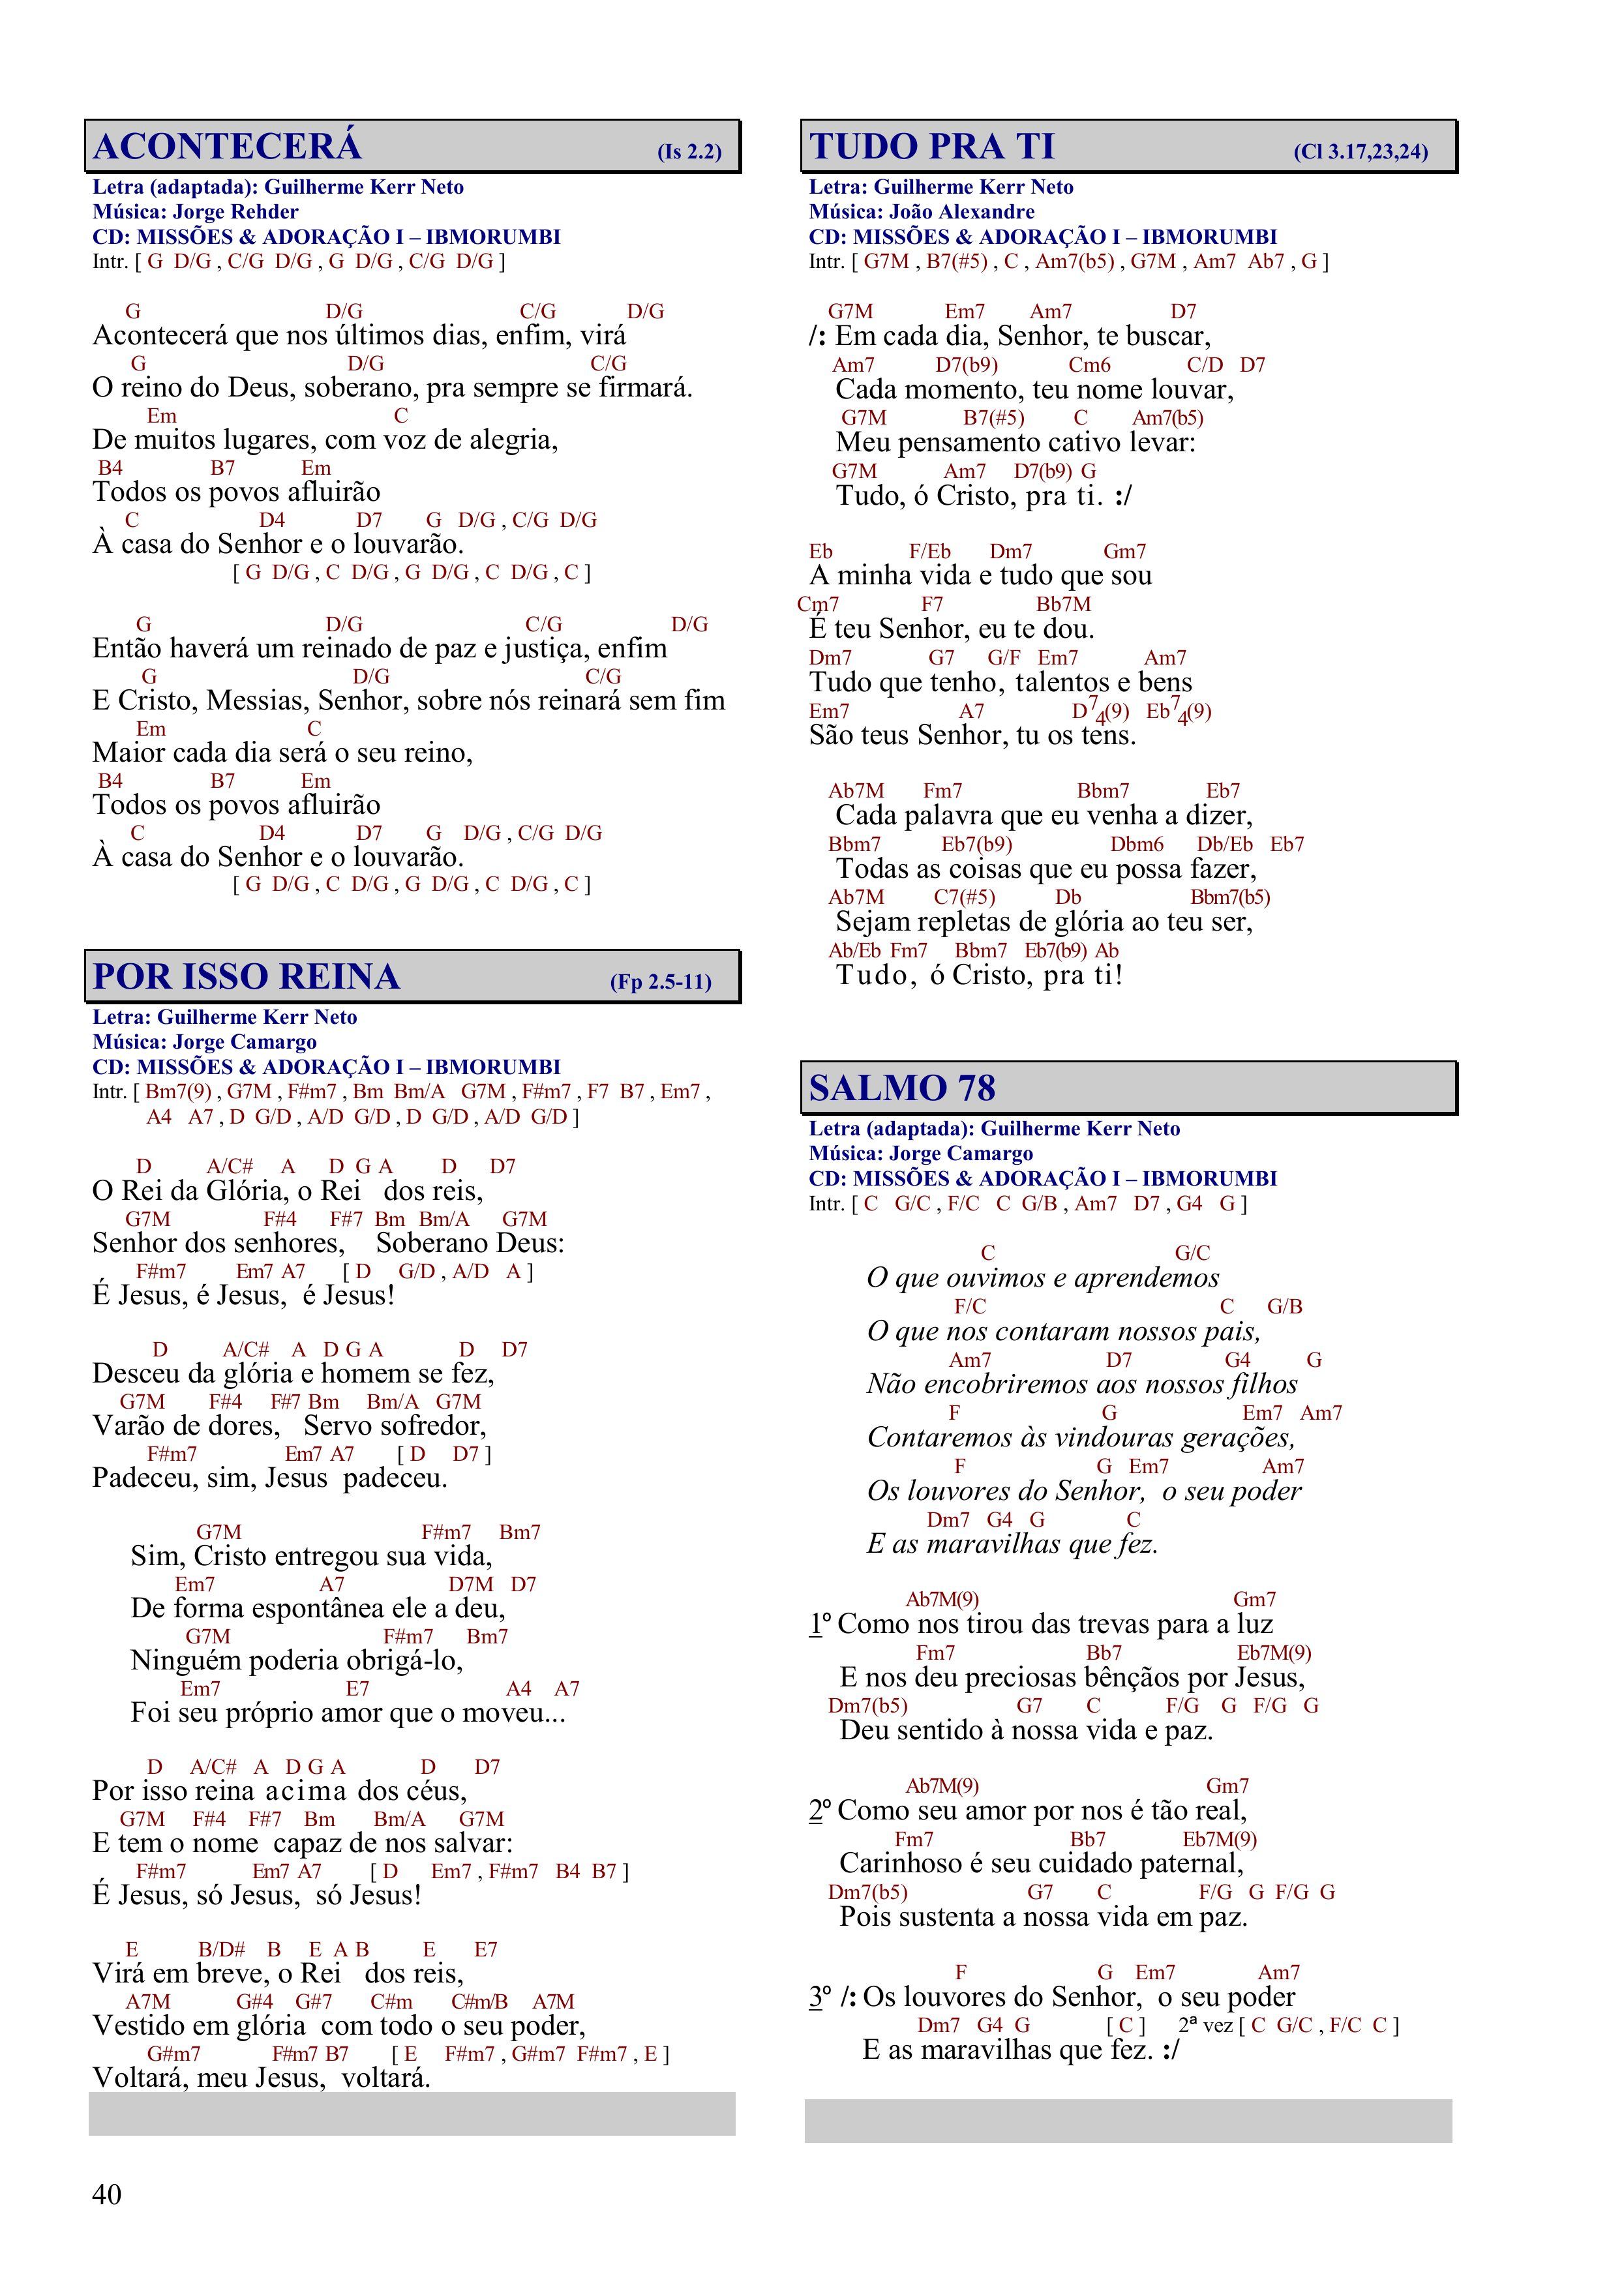 ACONTECERÁ (Is 2.2)
Letra (adaptada): Guilherme Kerr Neto
Música: Jorge Rehder
CD: MISSÕES & ADORAÇÃO I – IBMORUMBI
Intr. [ G D/G , C/G D/G , G D/G , C/G D/G ]
G D/G C/G D/G
Acontecerá que nos últimos dias, enfim, virá
G D/G C/G
O reino do Deus, soberano, pra sempre se firmará.
Em C
De muitos lugares, com voz de alegria,
B4 B7 Em
Todos os povos afluirão
C D4 D7 G D/G , C/G D/G
À casa do Senhor e o louvarão.
[ G D/G , C D/G , G D/G , C D/G , C ]
G D/G C/G D/G
Então haverá um reinado de paz e justiça, enfim
G D/G C/G
E Cristo, Messias, Senhor, sobre nós reinará sem fim
Em C
Maior cada dia será o seu reino,
B4 B7 Em
Todos os povos afluirão
C D4 D7 G D/G , C/G D/G
À casa do Senhor e o louvarão.
[ G D/G , C D/G , G D/G , C D/G , C ]
POR ISSO REINA (Fp 2.5-11)
Letra: Guilherme Kerr Neto
Música: Jorge Camargo
CD: MISSÕES & ADORAÇÃO I – IBMORUMBI
Intr. [ Bm7(9) , G7M , F#m7 , Bm Bm/A G7M , F#m7 , F7 B7 , Em7 ,
A4 A7 , D G/D , A/D G/D , D G/D , A/D G/D ]
D A/C# A D G A D D7
O Rei da Glória, o Rei dos reis,
G7M F#4 F#7 Bm Bm/A G7M
Senhor dos senhores, Soberano Deus:
F#m7 Em7 A7 [ D G/D , A/D A ]
É Jesus, é Jesus, é Jesus!
D A/C# A D G A D D7
Desceu da glória e homem se fez,
G7M F#4 F#7 Bm Bm/A G7M
Varão de dores, Servo sofredor,
F#m7 Em7 A7 [ D D7 ]
Padeceu, sim, Jesus padeceu.
G7M F#m7 Bm7
Sim, Cristo entregou sua vida,
Em7 A7 D7M D7
De forma espontânea ele a deu,
G7M F#m7 Bm7
Ninguém poderia obrigá-lo,
Em7 E7 A4 A7
Foi seu próprio amor que o moveu...
D A/C# A D G A D D7
Por isso reina acima dos céus,
G7M F#4 F#7 Bm Bm/A G7M
E tem o nome capaz de nos salvar:
F#m7 Em7 A7 [ D Em7 , F#m7 B4 B7 ]
É Jesus, só Jesus, só Jesus!
E B/D# B E A B E E7
Virá em breve, o Rei dos reis,
A7M G#4 G#7 C#m C#m/B A7M
Vestido em glória com todo o seu poder,
G#m7 F#m7 B7 [ E F#m7 , G#m7 F#m7 , E ]
Voltará, meu Jesus, voltará.
40
TUDO PRA TI (Cl 3.17,23,24)
Letra: Guilherme Kerr Neto
Música: João Alexandre
CD: MISSÕES & ADORAÇÃO I – IBMORUMBI
Intr. [ G7M , B7(#5) , C , Am7(b5) , G7M , Am7 Ab7 , G ]
G7M Em7 Am7 D7
/: Em cada dia, Senhor, te buscar,
Am7 D7(b9) Cm6 C/D D7
Cada momento, teu nome louvar,
G7M B7(#5) C Am7(b5)
Meu pensamento cativo levar:
G7M Am7 D7(b9) G
Tudo, ó Cristo, pra ti. :/
Eb F/Eb Dm7 Gm7
A minha vida e tudo que sou
Cm7 F7 Bb7M
É teu Senhor, eu te dou.
Dm7 G7 G/F Em7 Am7
Tudo que tenho, talentos e bens
Em7 A7 D7/4(9) Eb7/4(9)
São teus Senhor, tu os tens.
Ab7M Fm7 Bbm7 Eb7
Cada palavra que eu venha a dizer,
Bbm7 Eb7(b9) Dbm6 Db/Eb Eb7
Todas as coisas que eu possa fazer,
Ab7M C7(#5) Db Bbm7(b5)
Sejam repletas de glória ao teu ser,
Ab/Eb Fm7 Bbm7 Eb7(b9) Ab
Tudo, ó Cristo, pra ti!
SALMO 78
Letra (adaptada): Guilherme Kerr Neto
Música: Jorge Camargo
CD: MISSÕES & ADORAÇÃO I – IBMORUMBI
Intr. [ C G/C , F/C C G/B , Am7 D7 , G4 G ]
C G/C
O que ouvimos e aprendemos
F/C C G/B
O que nos contaram nossos pais,
Am7 D7 G4 G
Não encobriremos aos nossos filhos
F G Em7 Am7
Contaremos às vindouras gerações,
F G Em7 Am7
Os louvores do Senhor, o seu poder
Dm7 G4 G C
E as maravilhas que fez.
Ab7M(9) Gm7
1º Como nos tirou das trevas para a luz
Fm7 Bb7 Eb7M(9)
E nos deu preciosas bênçãos por Jesus,
Dm7(b5) G7 C F/G G F/G G
Deu sentido à nossa vida e paz.
Ab7M(9) Gm7
2º Como seu amor por nos é tão real,
Fm7 Bb7 Eb7M(9)
Carinhoso é seu cuidado paternal,
Dm7(b5) G7 C F/G G F/G G
Pois sustenta a nossa vida em paz.
F G Em7 Am7
3º /: Os louvores do Senhor, o seu poder
Dm7 G4 G [ C ] 2ª vez [ C G/C , F/C C ]
E as maravilhas que fez. :/